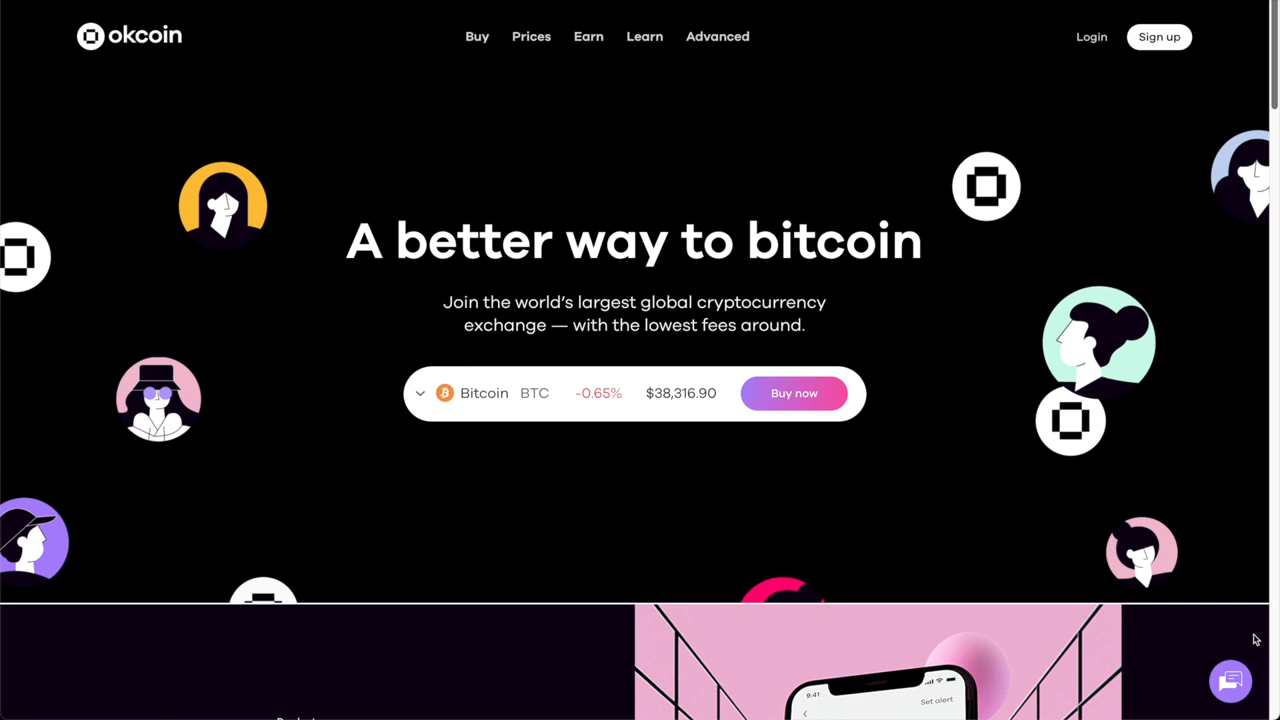 okcoin
Buy Prices Earn Learn Advanced
Login
Sign up
A better way to bitcoin
Join the world’s largest global cryptocurrency
exchange — with the lowest fees around.
Bitcoin BTC -0.65% $38,316.90 Buy now
9:41
Set alert